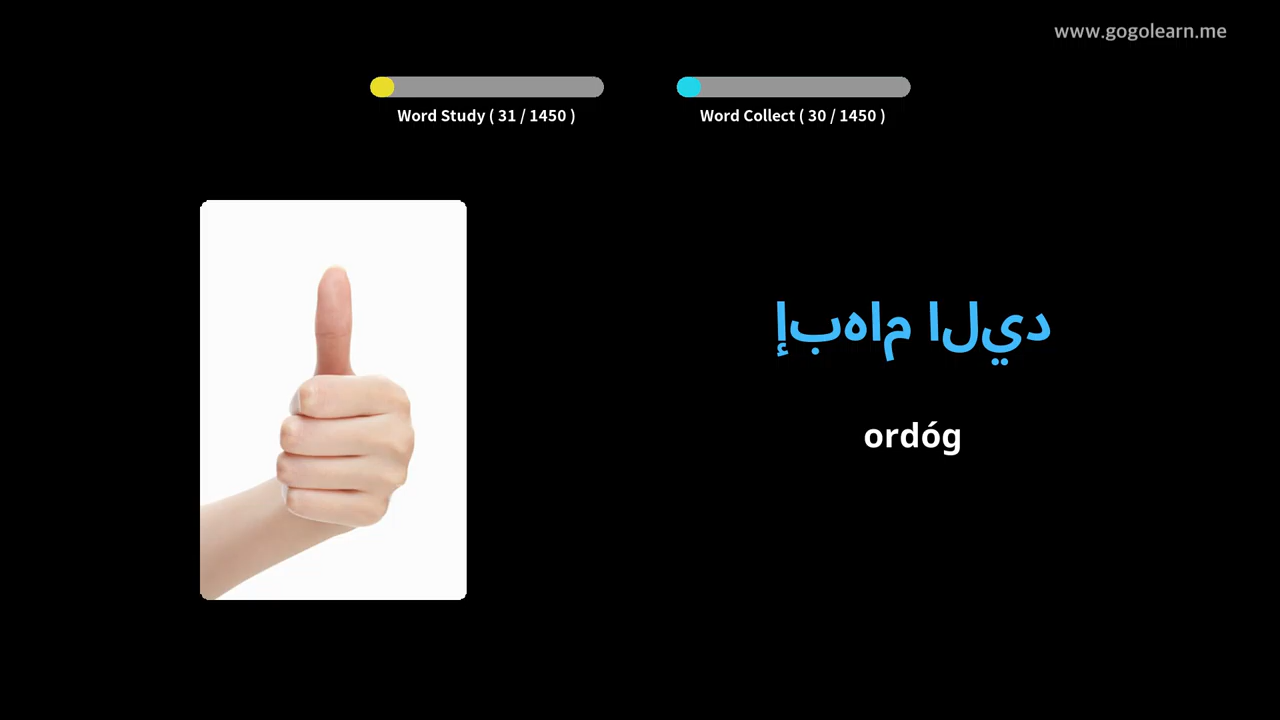 www.gogolearn.me
Word Study ( 31 / 1450 )
Word Collect ( 30 / 1450 )
إبهام اليد
ordóg